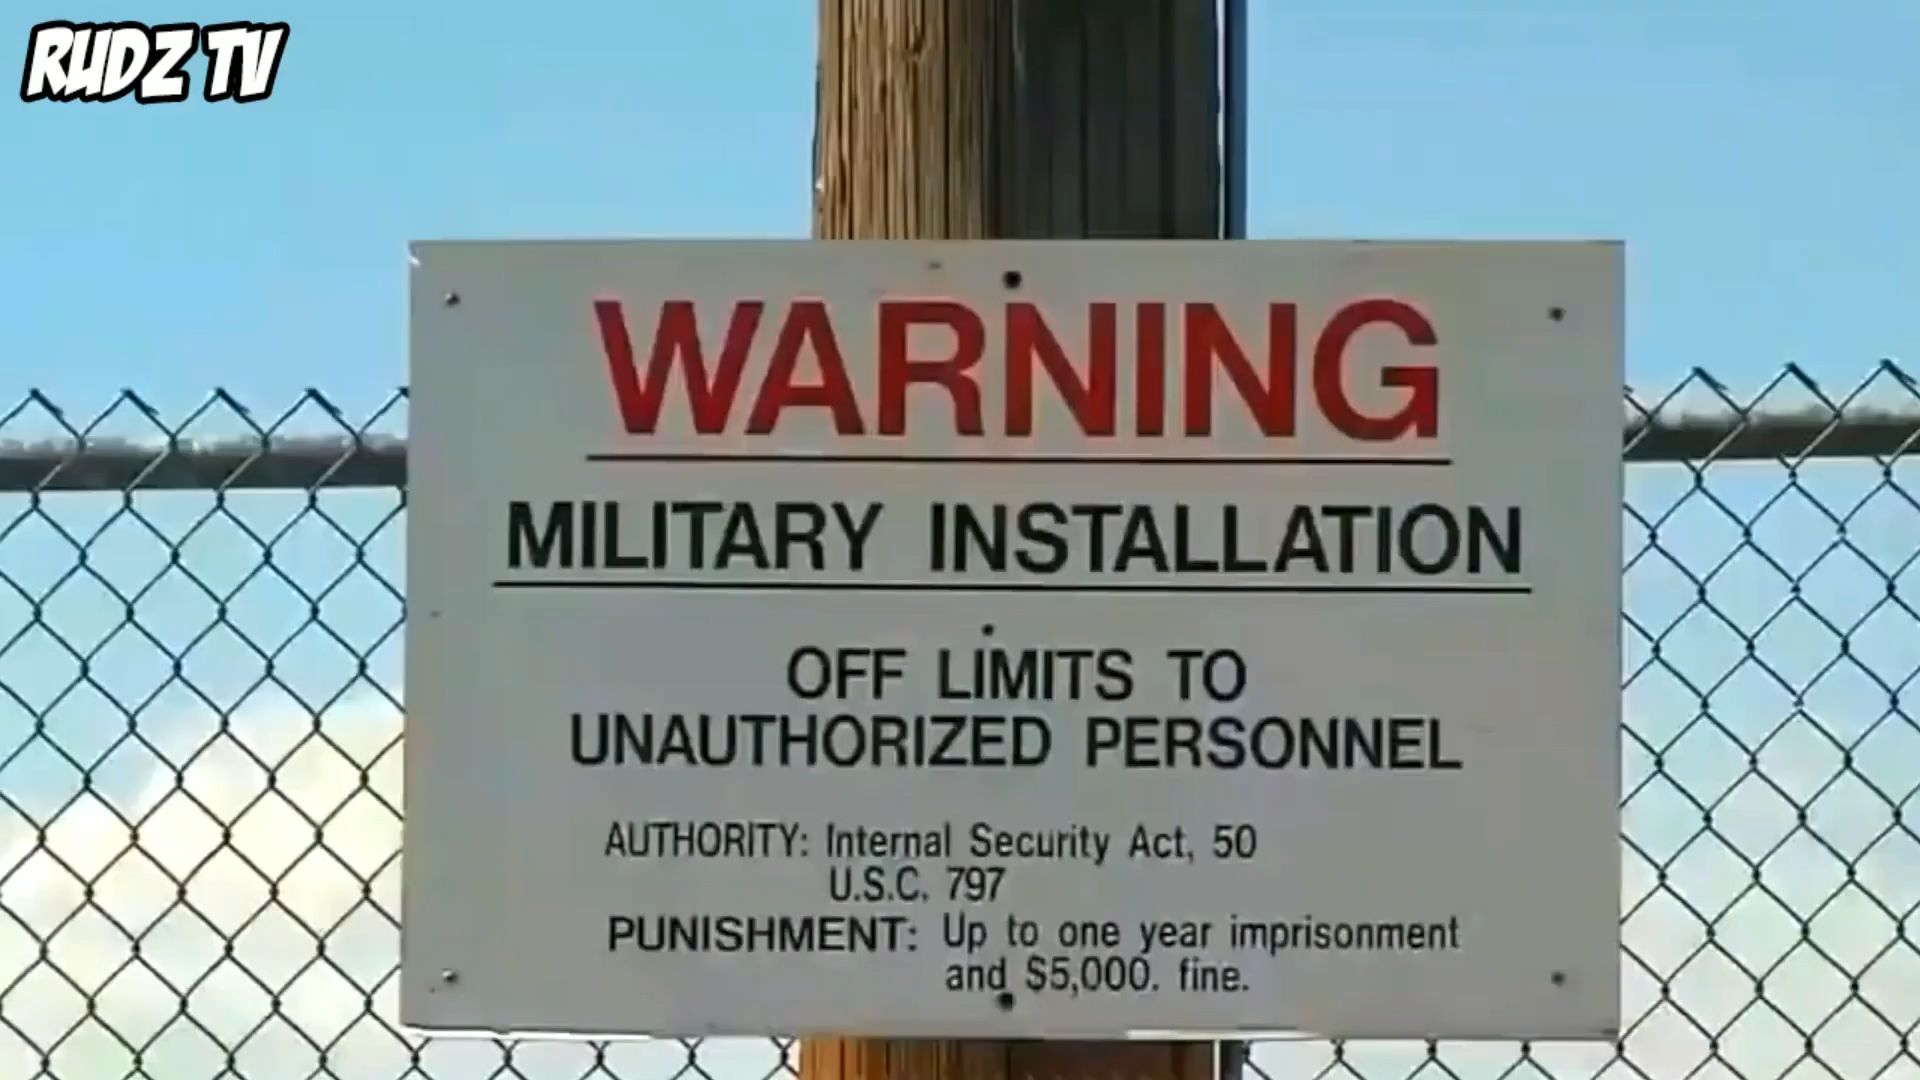 RUDZ TV
WARNING
MILITARY INSTALLATION
OFF LIMITS TO
UNAUTHORIZED PERSONNEL
AUTHORITY: Internal Security Act, 50
U.S.C. 797
PUNISHMENT: Up to one year imprisonment
and $5,000. fine.